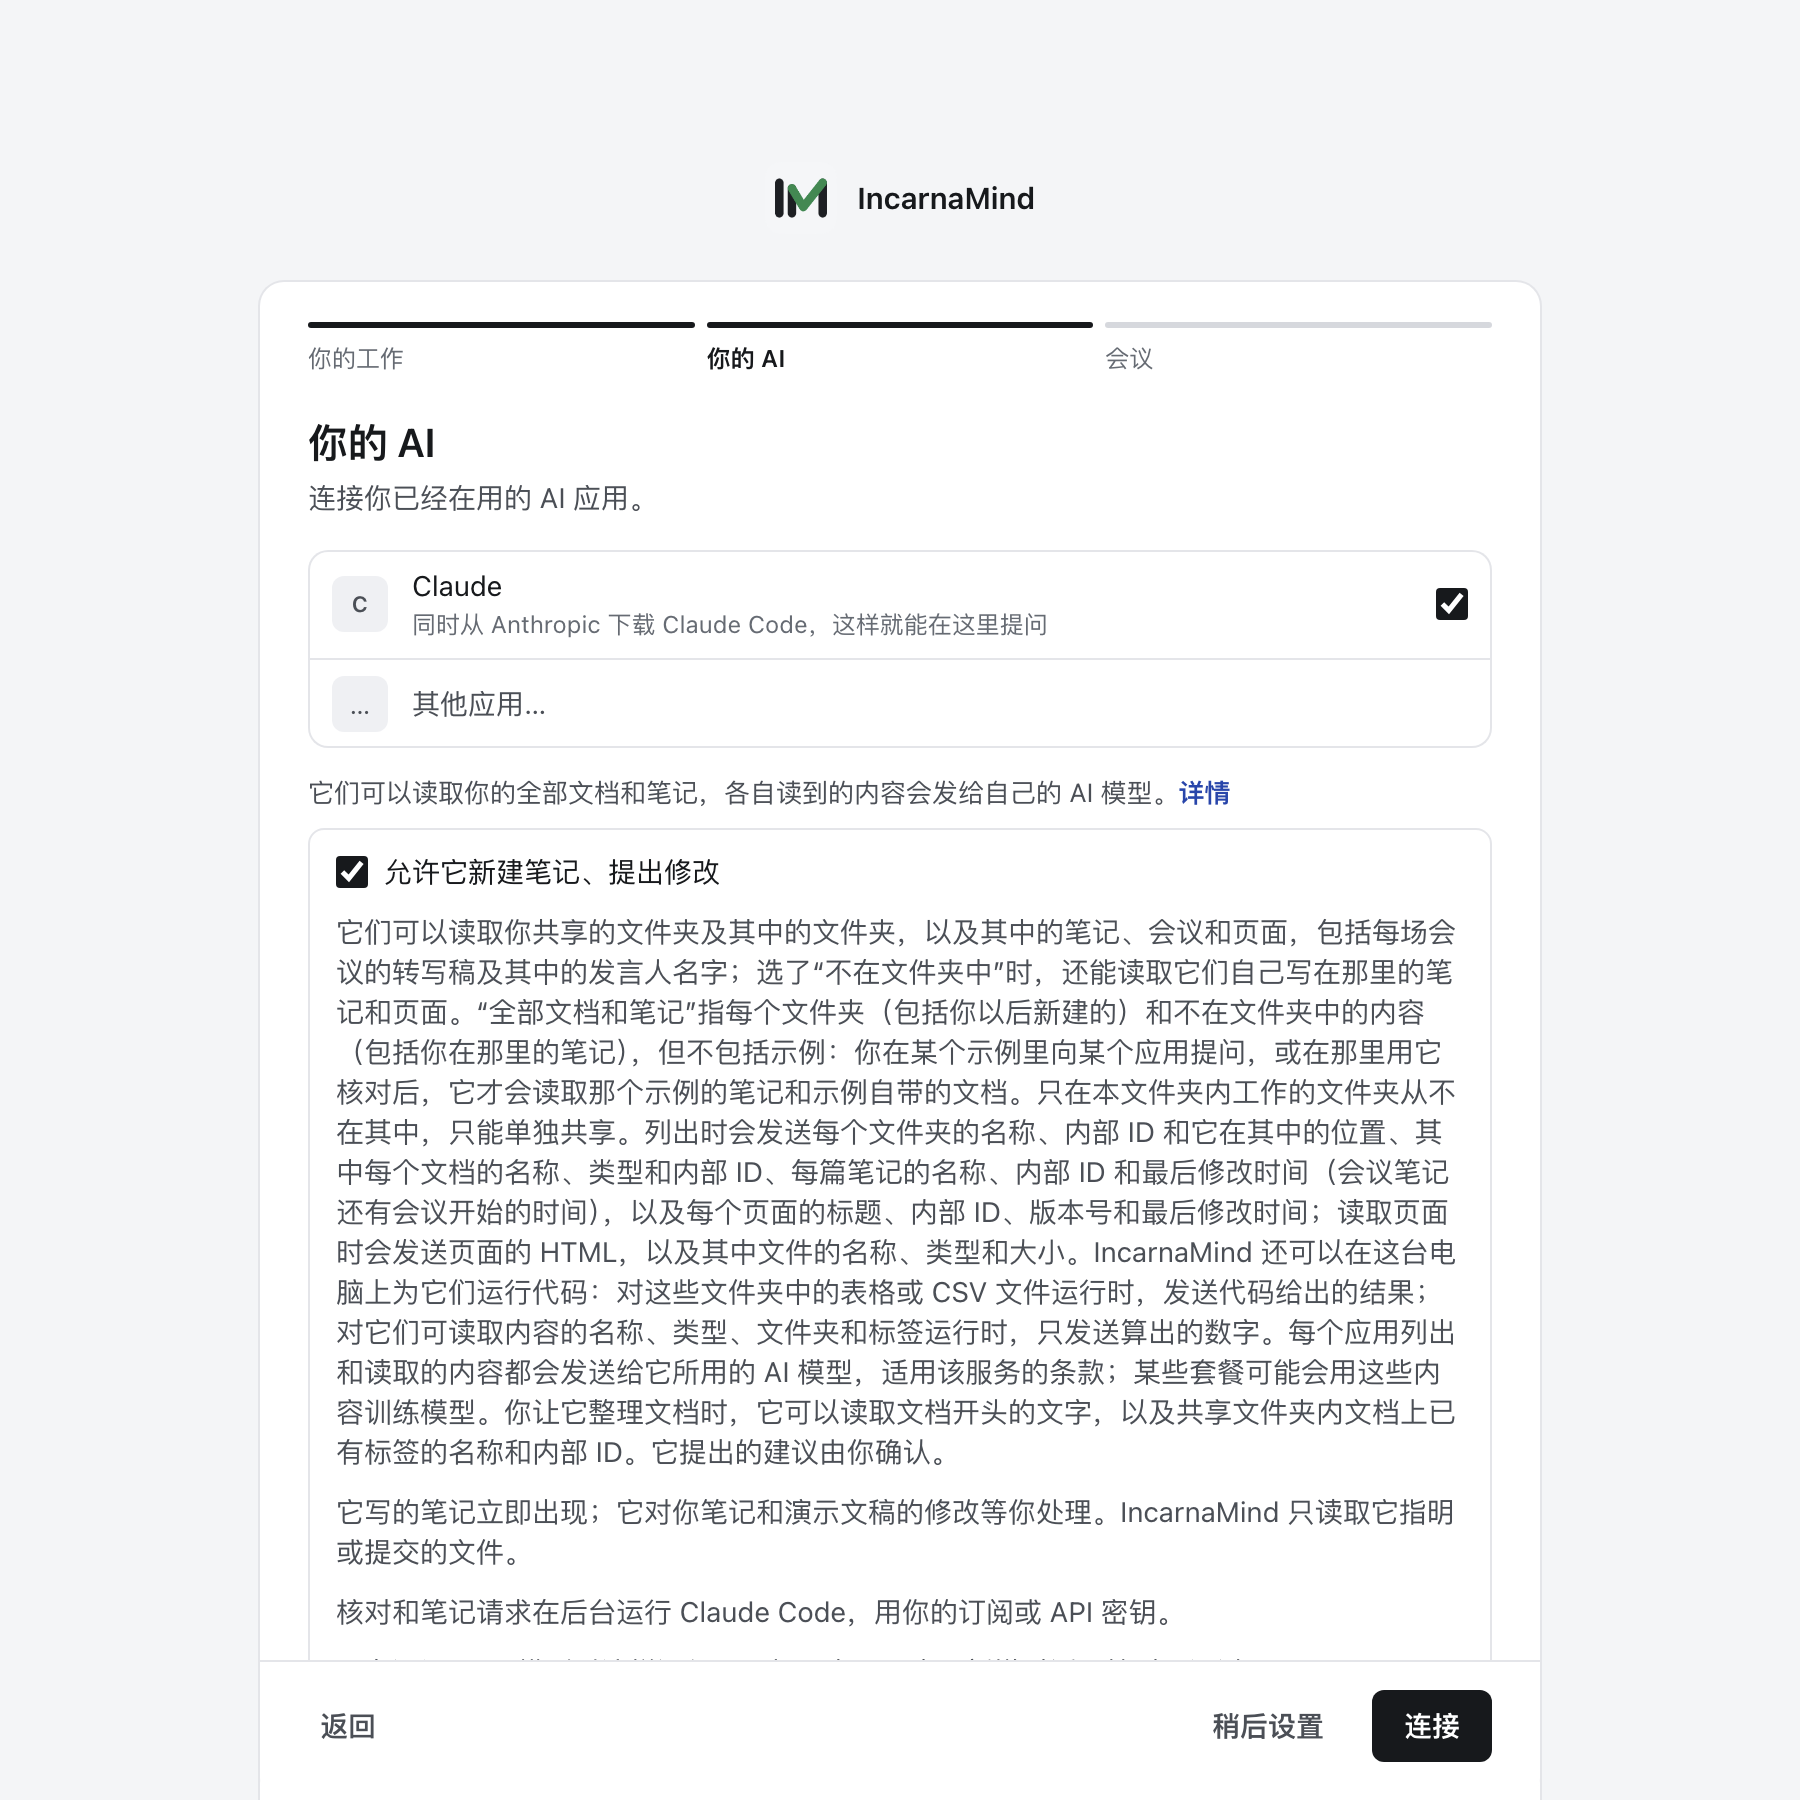 IncarnaMind
你的工作
你的 AI
会议
你的 AI
连接你已经在用的 AI 应用。
C
Claude
同时从 Anthropic 下载 Claude Code，这样就能在这里提问
...
其他应用...
它们可以读取你的全部文档和笔记，各自读到的内容会发给自己的 AI 模型。详情
允许它新建笔记、提出修改
它们可以读取你共享的文件夹及其中的文件夹，以及其中的笔记、会议和页面，包括每场会
议的转写稿及其中的发言人名字；选了“不在文件夹中”时，还能读取它们自己写在那里的笔
记和页面。“全部文档和笔记”指每个文件夹（包括你以后新建的）和不在文件夹中的内容
（包括你在那里的笔记），但不包括示例：你在某个示例里向某个应用提问，或在那里用它
核对后，它才会读取那个示例的笔记和示例自带的文档。只在本文件夹内工作的文件夹从不
在其中，只能单独共享。列出时会发送每个文件夹的名称、内部 ID 和它在其中的位置、其
中每个文档的名称、类型和内部 ID、每篇笔记的名称、内部 ID 和最后修改时间（会议笔记
还有会议开始的时间），以及每个页面的标题、内部 ID、版本号和最后修改时间；读取页面
时会发送页面的 HTML，以及其中文件的名称、类型和大小。IncarnaMind 还可以在这台电
脑上为它们运行代码：对这些文件夹中的表格或 CSV 文件运行时，发送代码给出的结果；
对它们可读取内容的名称、类型、文件夹和标签运行时，只发送算出的数字。每个应用列出
和读取的内容都会发送给它所用的 AI 模型，适用该服务的条款；某些套餐可能会用这些内
容训练模型。你让它整理文档时，它可以读取文档开头的文字，以及共享文件夹内文档上已
有标签的名称和内部 ID。它提出的建议由你确认。
它写的笔记立即出现；它对你笔记和演示文稿的修改等你处理。IncarnaMind 只读取它指明
或提交的文件。
核对和笔记请求在后台运行 Claude Code，用你的订阅或 API 密钥。
返回
稍后设置
连接